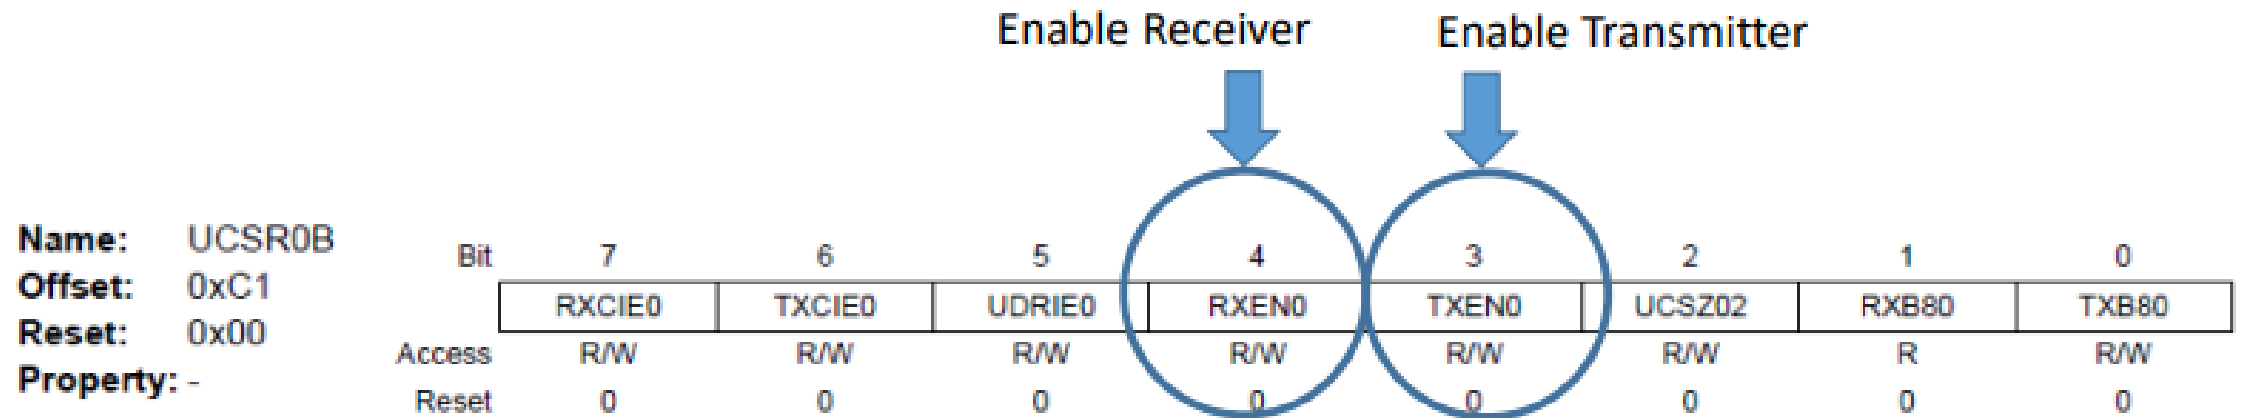 Enable Receiver Enable Transmitter
Name: UCSR0B
Offset: 0xC1
Reset: 0x00
Property: -
Bit 7 6 5 4 3 2 1 0
RXCIE0 TXCIE0 UDRIE0 RXEN0 TXEN0 UCSZ02 RXB80 TXB80
Access R/W R/W R/W R/W R/W R/W R R/W
Reset 0 0 0 0 0 0 0 0